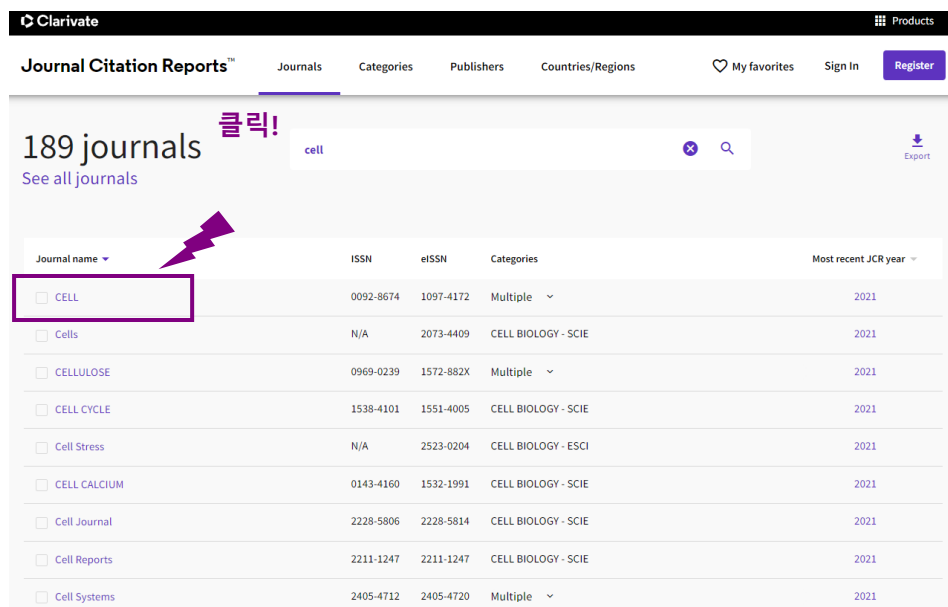 Clarivate
Products
Journal Citation Reports™
Journals
Categories
Publishers
Countries/Regions
My favorites
Sign In
Register
클릭!
189 journals
See all journals
cell
Export
Journal name ISSN eISSN Categories Most recent JCR year
CELL 0092-8674 1097-4172 Multiple 2021
Cells N/A 2073-4409 CELL BIOLOGY - SCIE 2021
CELLULOSE 0969-0239 1572-882X Multiple 2021
CELL CYCLE 1538-4101 1551-4005 CELL BIOLOGY - SCIE 2021
Cell Stress N/A 2523-0204 CELL BIOLOGY - ESCI 2021
CELL CALCIUM 0143-4160 1532-1991 CELL BIOLOGY - SCIE 2021
Cell Journal 2228-5806 2228-5814 CELL BIOLOGY - SCIE 2021
Cell Reports 2211-1247 2211-1247 CELL BIOLOGY - SCIE 2021
Cell Systems 2405-4712 2405-4720 Multiple 2021